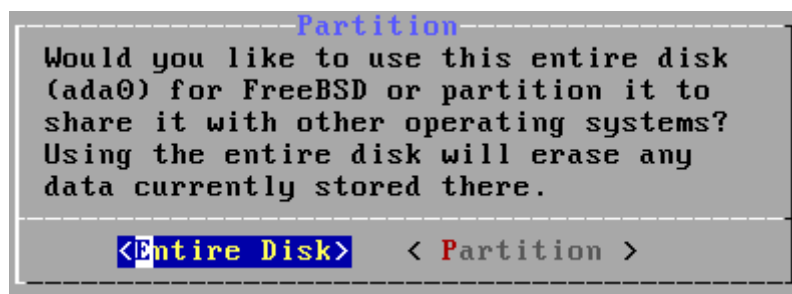 Partition
Would you like to use this entire disk
(ada0) for FreeBSD or partition it to
share it with other operating systems?
Using the entire disk will erase any
data currently stored there.
<Entire Disk> < Partition >